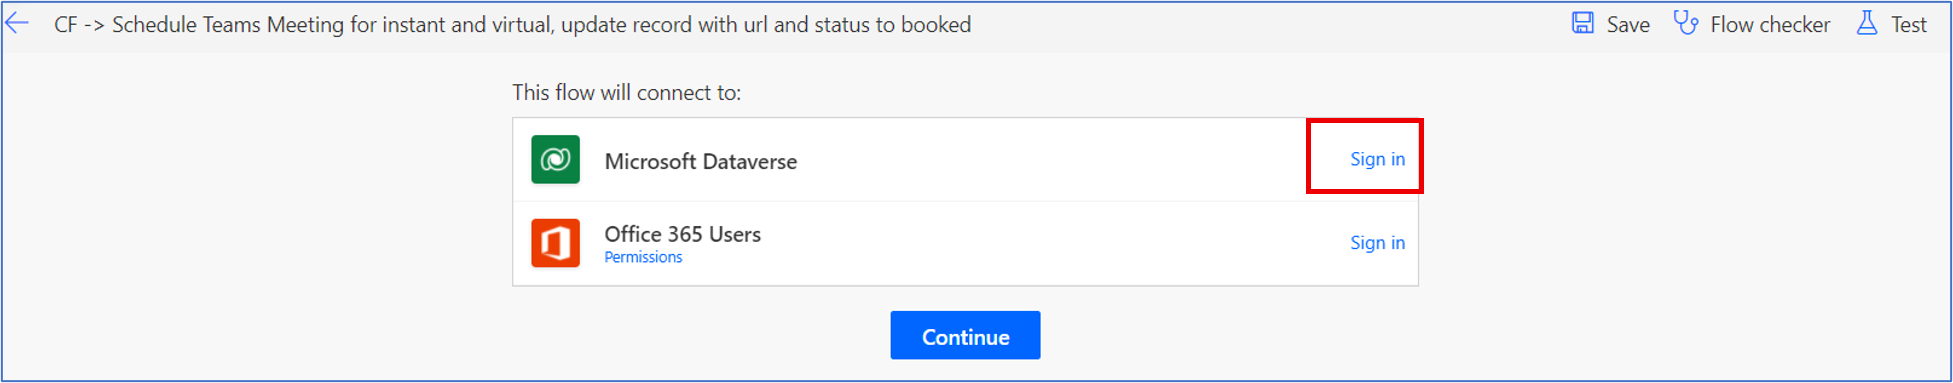 CF -> Schedule Teams Meeting for instant and virtual, update record with url and status to booked
Save
Flow checker
Test
This flow will connect to:
Microsoft Dataverse
Sign in
Office 365 Users
Permissions
Sign in
Continue